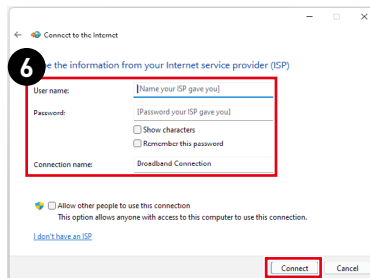 Connect to the Internet
6
e the information from your Internet service provider (ISP)
User name: [Name your ISP gave you]
Password: [Password your ISP gave you]
Show characters
Remember this password
Connection name: Broadband Connection
Allow other people to use this connection
This option allows anyone with access to this computer to use this connection.
I don't have an ISP
Connect Cancel